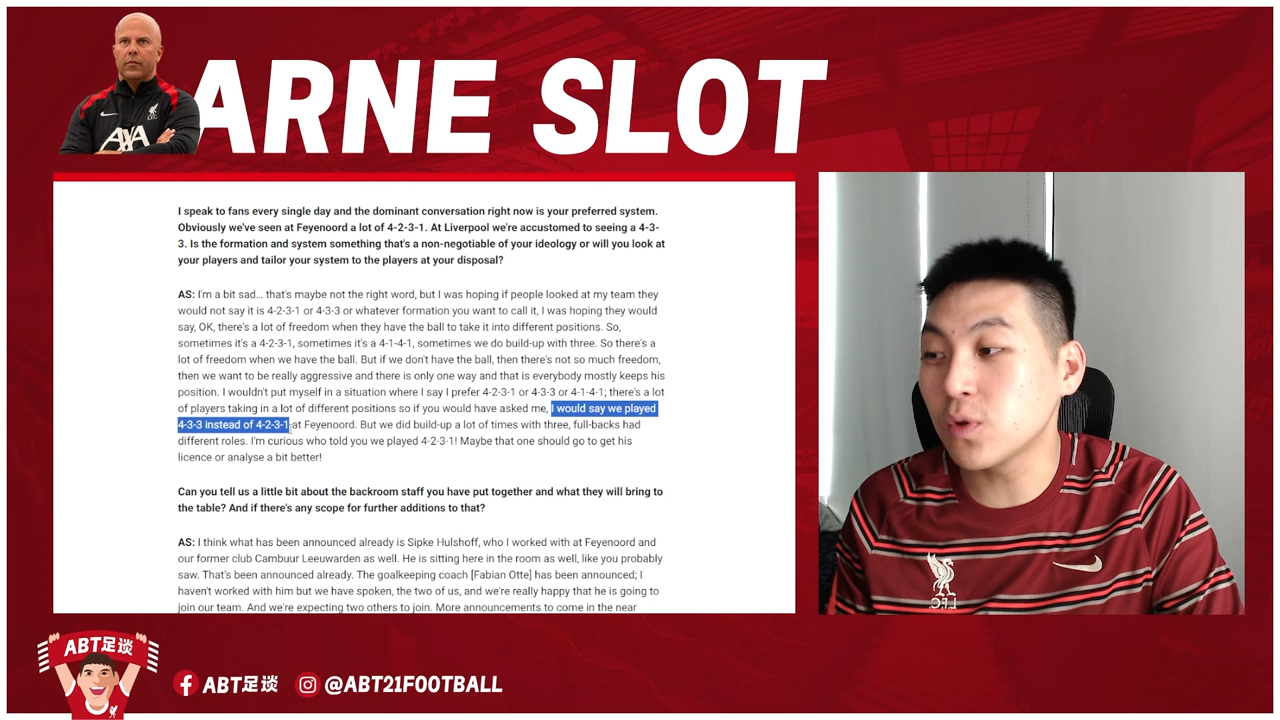 ARNE SLOT
I speak to fans every single day and the dominant conversation right now is your preferred system.
Obviously we've seen at Feyenoord a lot of 4-2-3-1. At Liverpool we're accustomed to seeing a 4-3-
3. Is the formation and system something that's a non-negotiable of your ideology or will you look at
your players and tailor your system to the players at your disposal?
AS: I'm a bit sad... that's maybe not the right word, but I was hoping if people looked at my team they
would not say it is 4-2-3-1 or 4-3-3 or whatever formation you want to call it, I was hoping they would
say, OK, there's a lot of freedom when they have the ball to take it into different positions. So,
sometimes it's a 4-2-3-1, sometimes it's a 4-1-4-1, sometimes we do build-up with three. So there's a
lot of freedom when we have the ball. But if we don't have the ball, then there's not so much freedom,
then we want to be really aggressive and there is only one way and that is everybody mostly keeps his
position. I wouldn't put myself in a situation where I say I prefer 4-2-3-1 or 4-3-3 or 4-1-4-1; there's a lot
of players taking in a lot of different positions so if you would have asked me, I would say we played
4-3-3 instead of 4-2-3-1 at Feyenoord. But we did build-up a lot of times with three, full-backs had
different roles. I'm curious who told you we played 4-2-3-1! Maybe that one should go to get his
licence or analyse a bit better!
Can you tell us a little bit about the backroom staff you have put together and what they will bring to
the table? And if there's any scope for further additions to that?
AS: I think what has been announced already is Sipke Hulshoff, who I worked with at Feyenoord and
our former club Cambuur Leeuwarden as well. He is sitting here in the room as well, like you probably
saw. That's been announced already. The goalkeeping coach [Fabian Otte] has been announced; I
haven't worked with him but we have spoken, the two of us, and we're really happy that he is going to
join our team. And we're expecting two others to join. More announcements to come in the near
AXA
L.F.C.
ABT足谈
ABT足谈
@ABT21FOOTBALL